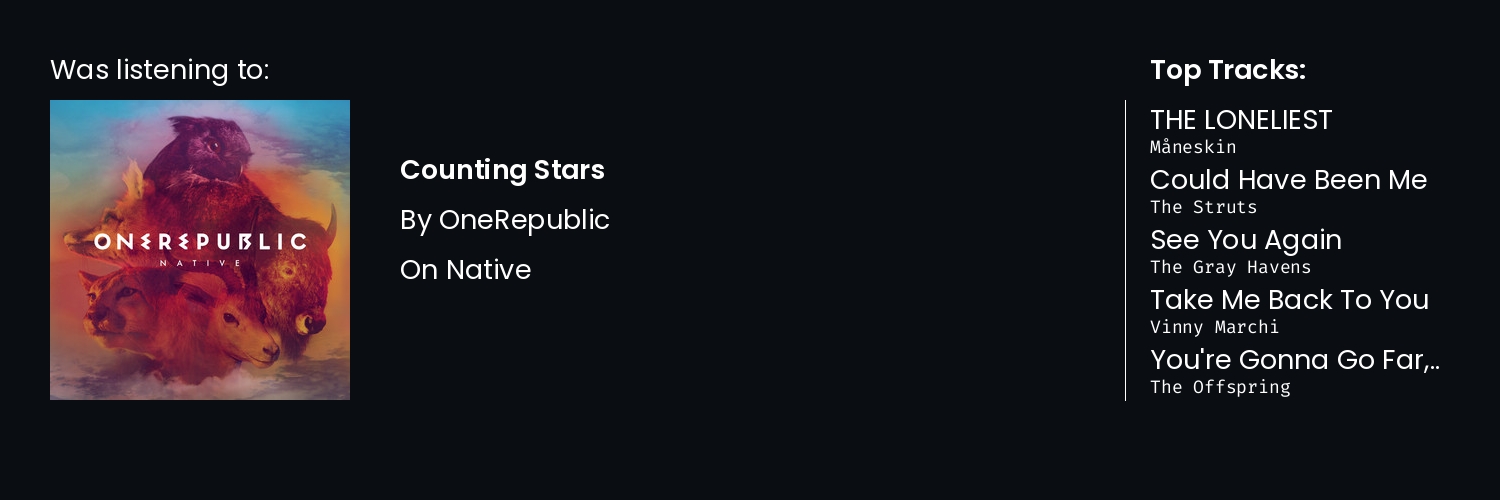 Was listening to:
ONEREPUBLIC
NATIVE
Counting Stars
By OneRepublic
On Native
Top Tracks:
THE LONELIEST
Måneskin
Could Have Been Me
The Struts
See You Again
The Gray Havens
Take Me Back To You
Vinny Marchi
You're Gonna Go Far,..
The Offspring